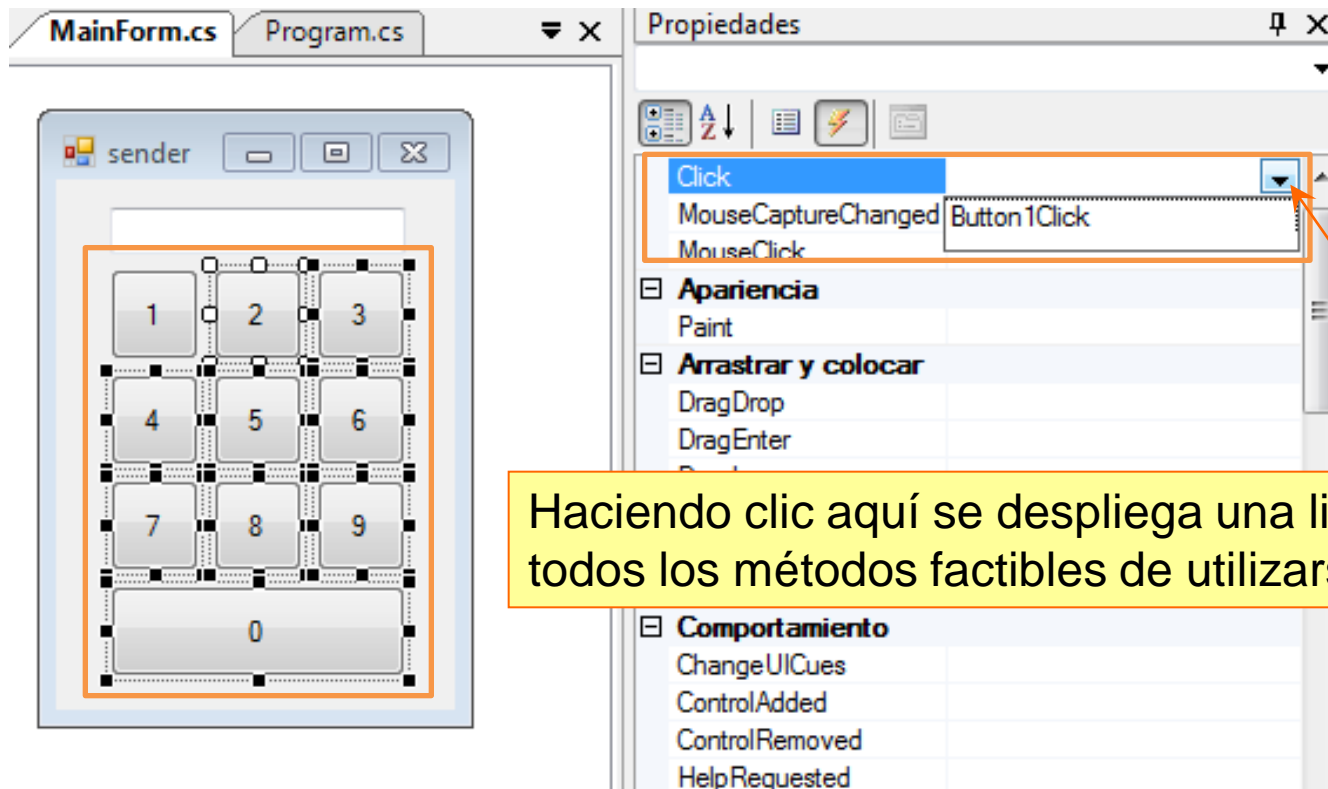 MainForm.cs Program.cs
sender
1 2 3
4 5 6
7 8 9
0
Propiedades
Click
MouseCaptureChanged Button1Click
MouseClick
Apariencia
Paint
Arrastrar y colocar
DragDrop
DragEnter
Haciendo clic aquí se despliega una
todos los métodos factibles de
Comportamiento
ChangeUICues
ControlAdded
ControlRemoved
HelpRequested